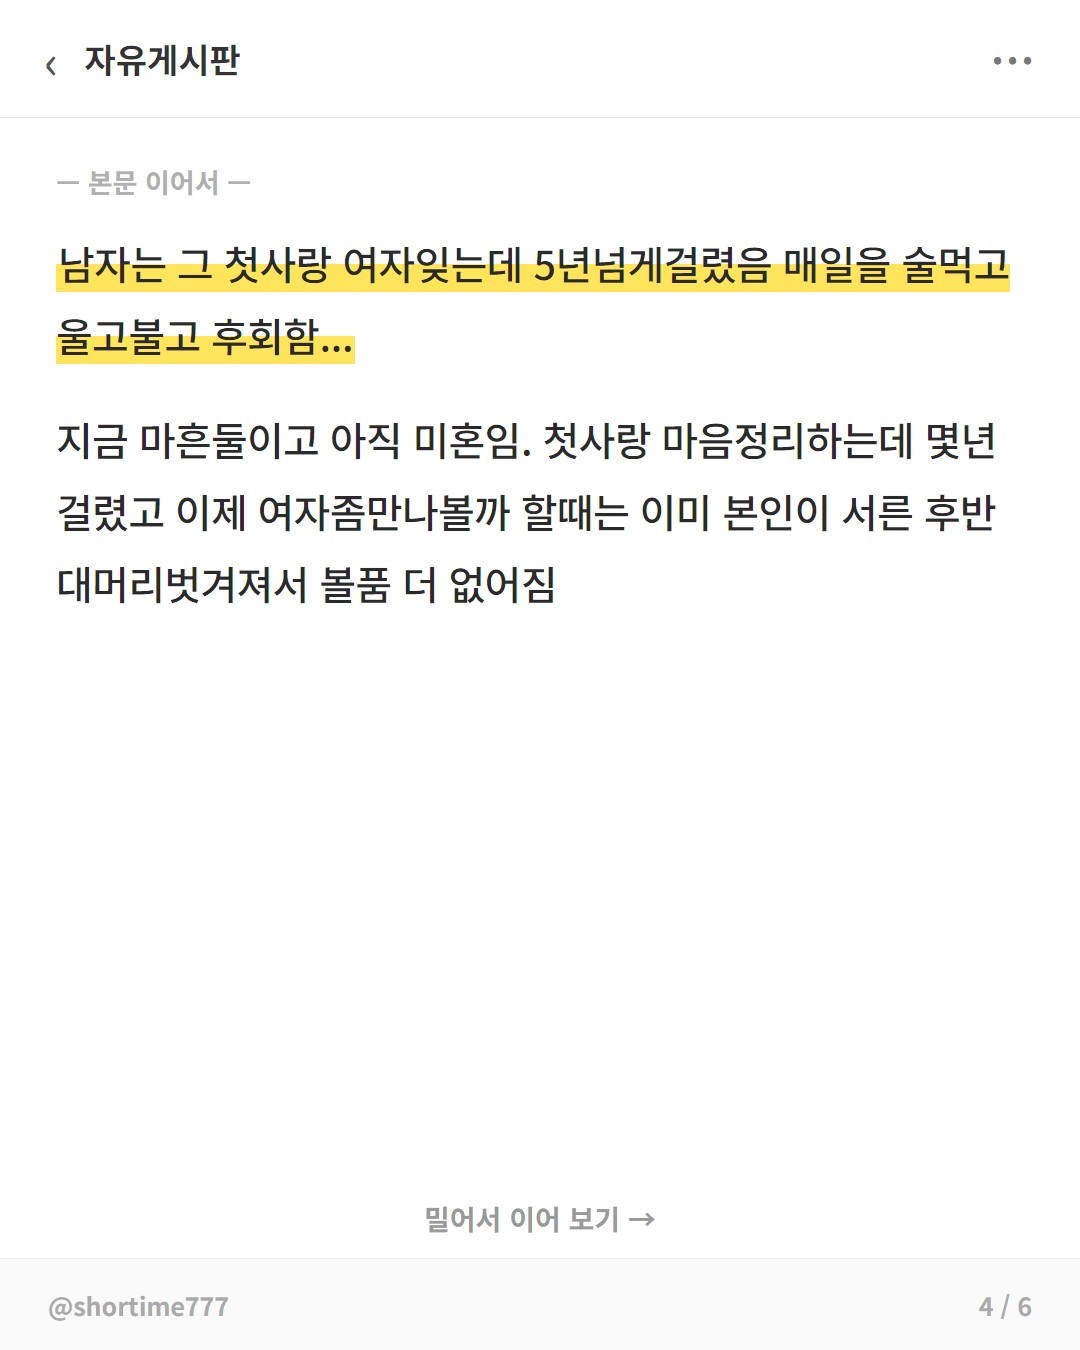 ‹ 자유게시판 •••
— 본문 이어서 —
남자는 그 첫사랑 여자잊는데 5년넘게걸렸음 매일을 술먹고
울고불고 후회함...
지금 마흔둘이고 아직 미혼임. 첫사랑 마음정리하는데 몇년
걸렸고 이제 여자좀만나볼까 할때는 이미 본인이 서른 후반
대머리벗겨져서 볼품 더 없어짐
밀어서 이어 보기 →
@shortime777 4 / 6